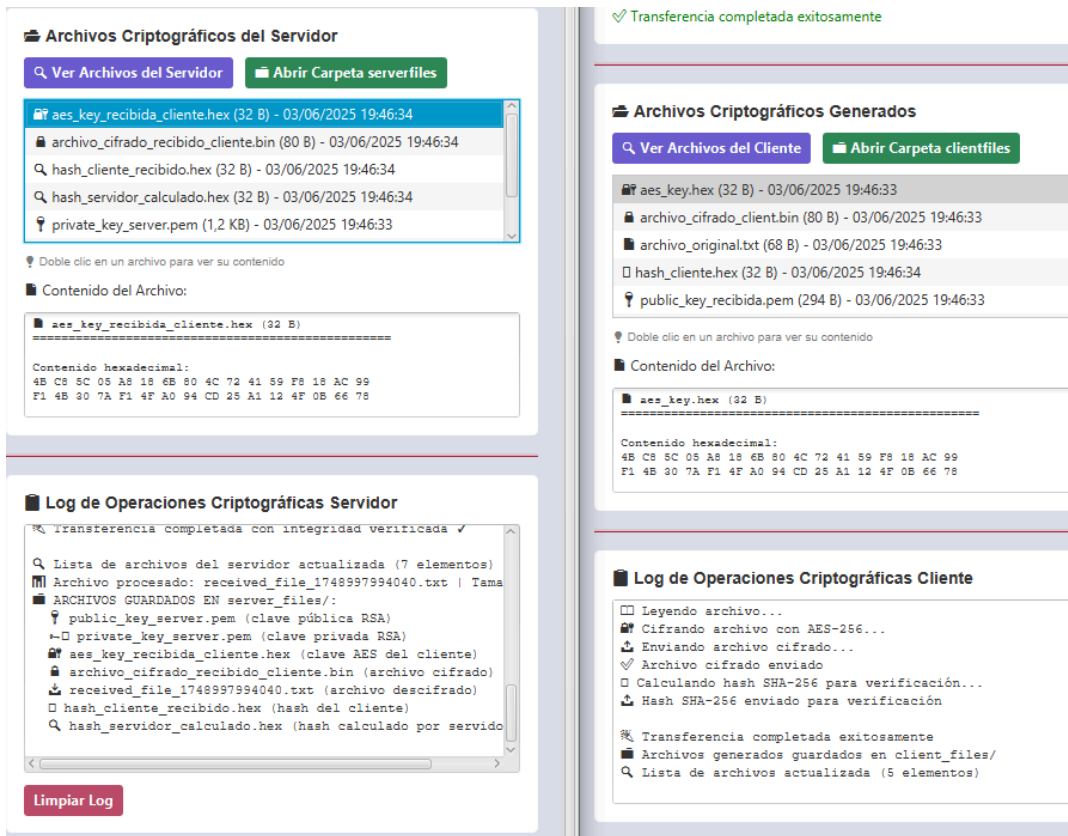 Archivos Criptográficos del Servidor
Ver Archivos del Servidor
Abrir Carpeta serverfiles
aes_key_recibida_cliente.hex (32 B) - 03/06/2025 19:46:34
archivo_cifrado_recibido_cliente.bin (80 B) - 03/06/2025 19:46:34
hash_cliente_recibido.hex (32 B) - 03/06/2025 19:46:34
hash_servidor_calculado.hex (32 B) - 03/06/2025 19:46:34
private_key_server.pem (1,2 KB) - 03/06/2025 19:46:33
Doble clic en un archivo para ver su contenido
Contenido del Archivo:
aes_key_recibida_cliente.hex (32 B)
==================================================
Contenido hexadecimal:
4B C8 5C 05 A8 18 6B 80 4C 72 41 59 F8 18 AC 99
F1 4B 30 7A F1 4F A0 94 CD 25 A1 12 4F 0B 66 78
Log de Operaciones Criptográficas Servidor
Transferencia completada con integridad verificada ✓
Lista de archivos del servidor actualizada (7 elementos)
Archivo procesado: received_file_1748997994040.txt | Tama
ARCHIVOS GUARDADOS EN server_files/:
public_key_server.pem (clave pública RSA)
private_key_server.pem (clave privada RSA)
aes_key_recibida_cliente.hex (clave AES del cliente)
archivo_cifrado_recibido_cliente.bin (archivo cifrado)
received_file_1748997994040.txt (archivo descifrado)
hash_cliente_recibido.hex (hash del cliente)
hash_servidor_calculado.hex (hash calculado por servido
Limpiar Log
Transferencia completada exitosamente
Archivos Criptográficos Generados
Ver Archivos del Cliente
Abrir Carpeta clientfiles
aes_key.hex (32 B) - 03/06/2025 19:46:33
archivo_cifrado_client.bin (80 B) - 03/06/2025 19:46:33
archivo_original.txt (68 B) - 03/06/2025 19:46:33
hash_cliente.hex (32 B) - 03/06/2025 19:46:34
public_key_recibida.pem (294 B) - 03/06/2025 19:46:33
Doble clic en un archivo para ver su contenido
Contenido del Archivo:
aes_key.hex (32 B)
==================================================
Contenido hexadecimal:
4B C8 5C 05 A8 18 6B 80 4C 72 41 59 F8 18 AC 99
F1 4B 30 7A F1 4F A0 94 CD 25 A1 12 4F 0B 66 78
Log de Operaciones Criptográficas Cliente
Leyendo archivo...
Cifrando archivo con AES-256...
Enviando archivo cifrado...
Archivo cifrado enviado
Calculando hash SHA-256 para verificación...
Hash SHA-256 enviado para verificación
Transferencia completada exitosamente
Archivos generados guardados en client_files/
Lista de archivos actualizada (5 elementos)